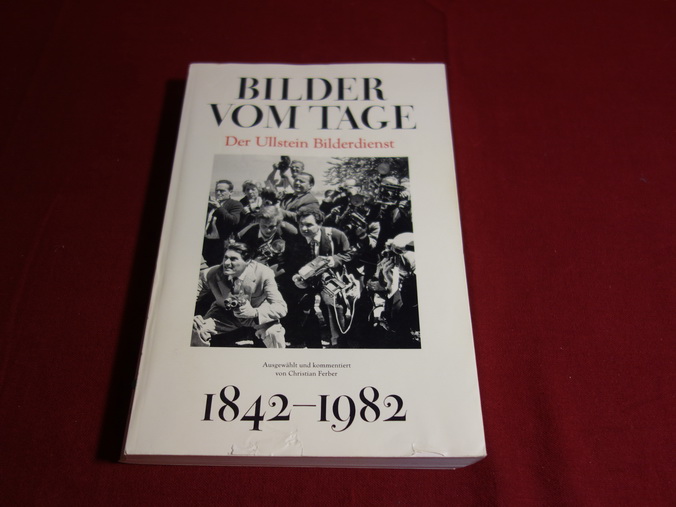 BILDER
VOM TAGE
Der Ullstein Bilderdienst
Ausgewählt und kommentiert
von Christian Ferber
1842–1982